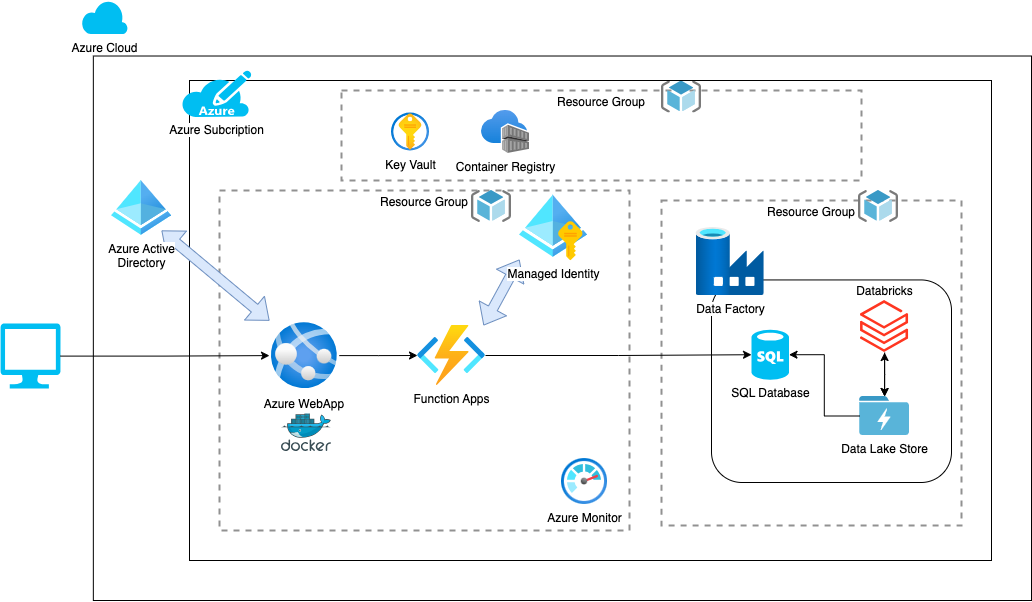 Azure Cloud
Azure
Azure Subcription
Resource Group
Key Vault
Container Registry
Resource Group
Managed Identity
Azure Active
Directory
Azure WebApp
docker
Function Apps
Azure Monitor
Resource Group
Data Factory
Databricks
SQL
SQL Database
Data Lake Store